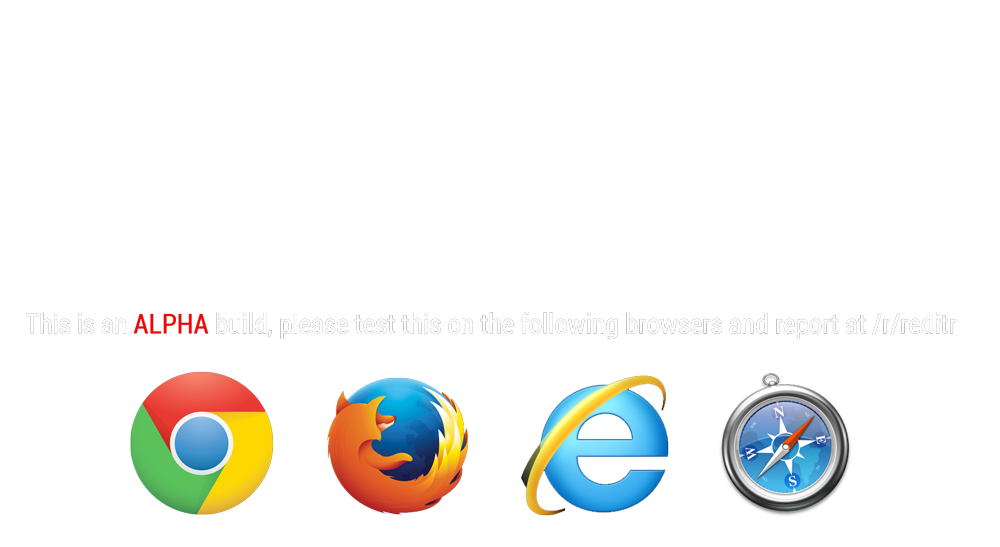 This is an ALPHA build, please test this on the following browsers and report at /r/reditr
N
E
W
S